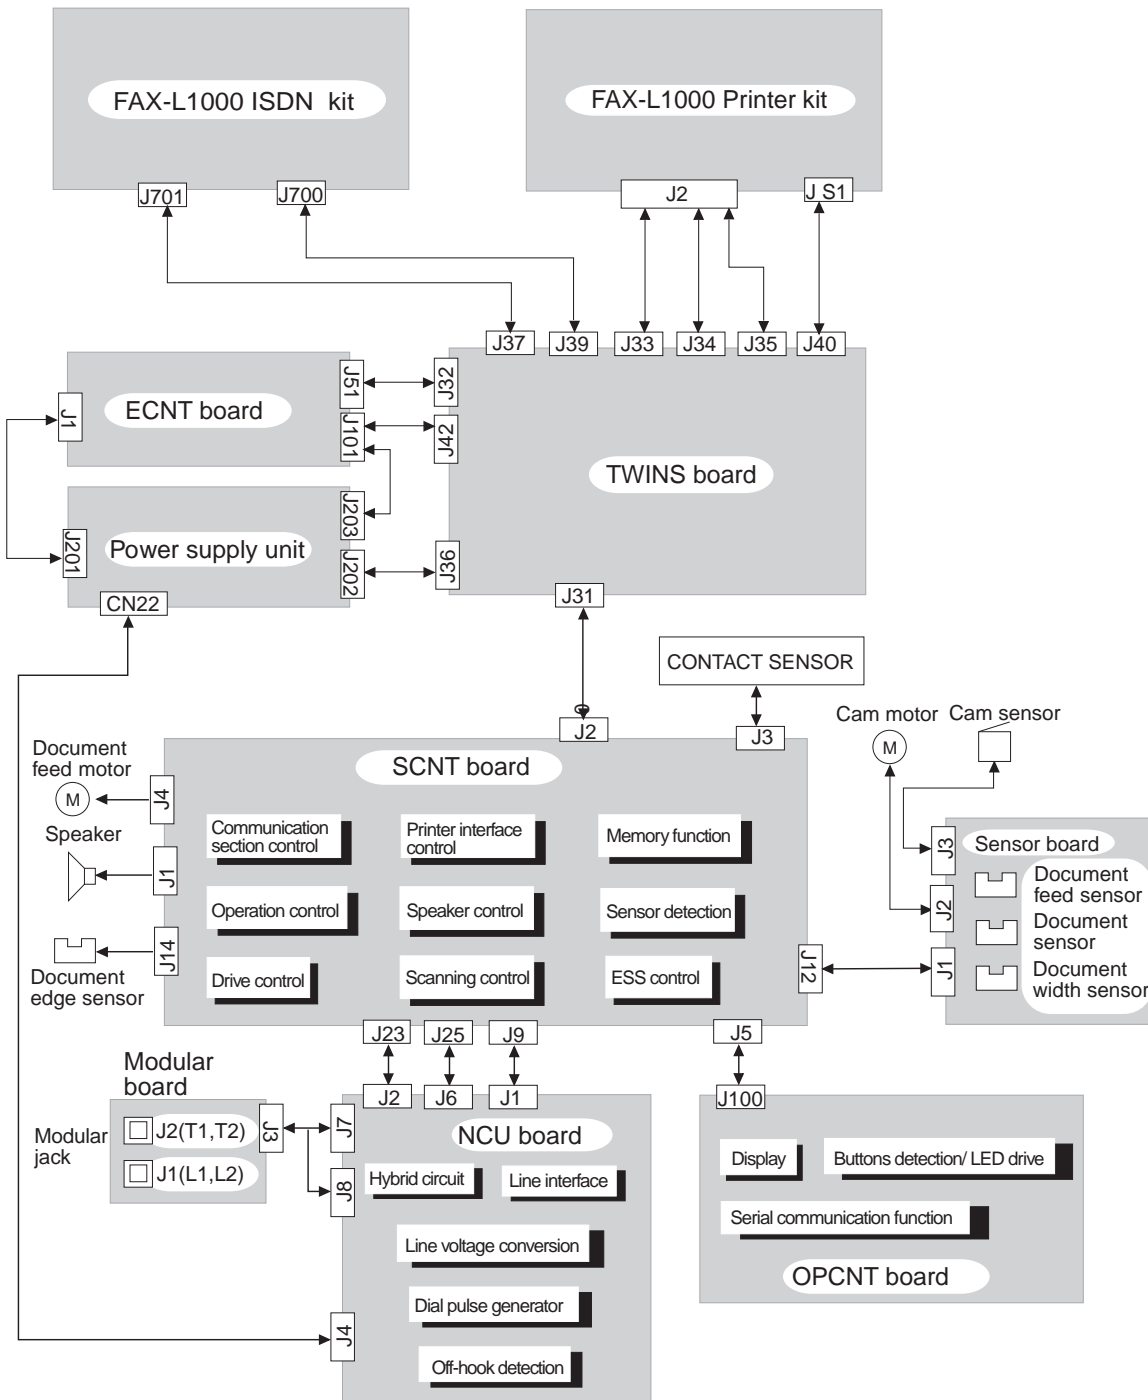 FAX-L1000 ISDN kit
FAX-L1000 Printer kit
J701
J700
J2
J S1
J37
J39
J33
J34
J35
J40
ECNT board
J1
J51
J101
J32
J42
TWINS board
Power supply unit
J201
J203
J202
J36
CN22
J31
CONTACT SENSOR
J2
J3
Cam motor
Cam sensor
M
SCNT board
Document
feed motor
M
J4
Speaker
J1
J14
Document
edge sensor
Communication
section control
Printer interface
control
Memory function
Operation control
Speaker control
Sensor detection
Drive control
Scanning control
ESS control
J12
J3
J2
J1
Sensor board
Document
feed sensor
Document
sensor
Document
width sensor
J23
J25
J9
J5
Modular
board
Modular
jack
J2(T1,T2)
J1(L1,L2)
J3
J2
J6
J1
J7
J8
J4
NCU board
Hybrid circuit
Line interface
Line voltage conversion
Dial pulse generator
Off-hook detection
J100
Display
Buttons detection/ LED drive
Serial communication function
OPCNT board